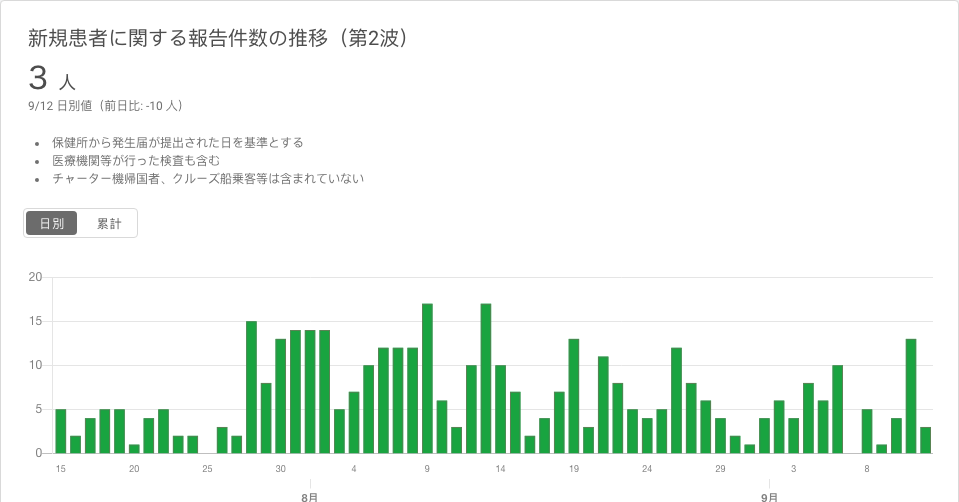 新規患者に関する報告件数の推移（第2波）
3 人
9/12 日別値（前日比: -10 人）
保健所から発生届が提出された日を基準とする
医療機関等が行った検査も含む
チャーター機帰国者、クルーズ船乗客等は含まれていない
日別 累計
20
15
10
5
0
15 20 25 30 4 9 14 19 24 29 3 8
8月 9月